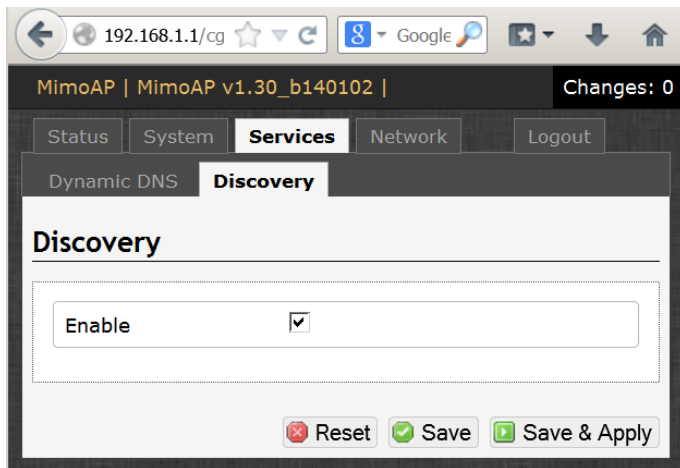 192.168.1.1/cg 8 Google
MimoAP | MimoAP v1.30_b140102 | Changes: 0
Status System Services Network Logout
Dynamic DNS Discovery
Discovery
Enable
Reset Save Save & Apply